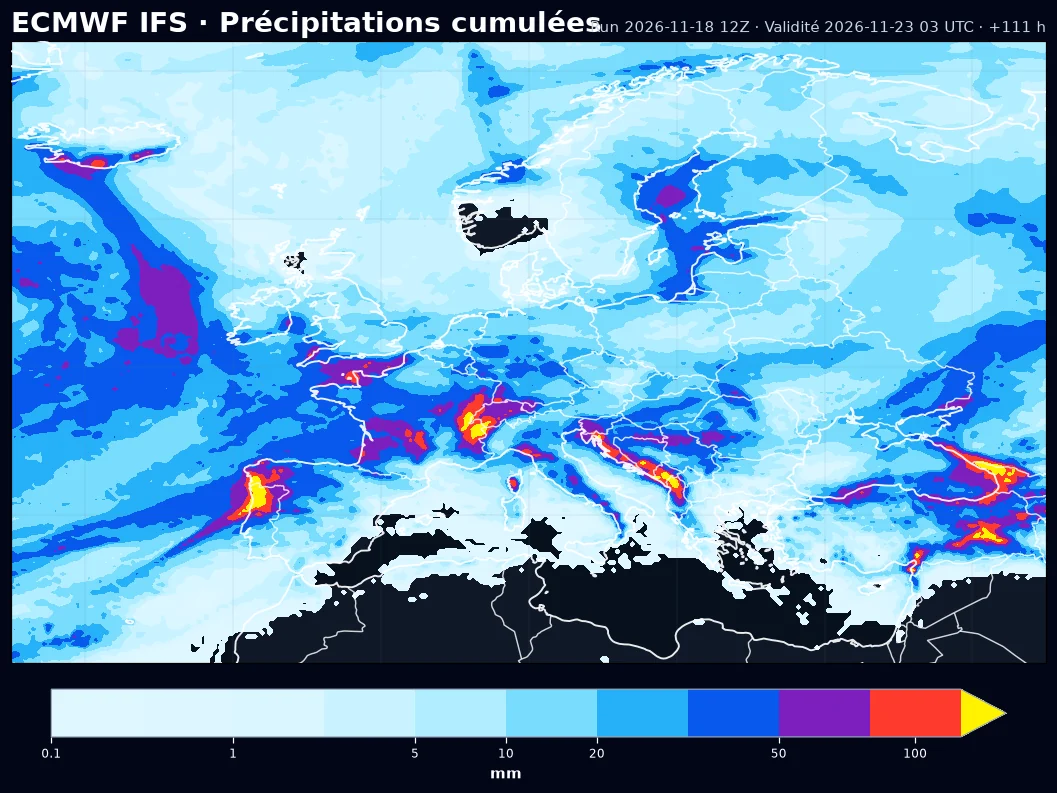 ECMWF IFS · Précipitations cumulées
Run 2026-11-18 12Z · Validité 2026-11-23 03 UTC · +111 h
0.1 1 5 10 20 50 100
mm